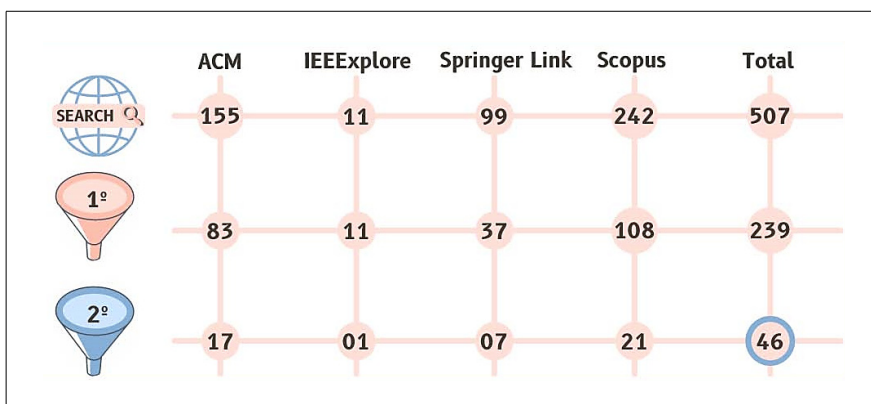 ACM IEEExplore Springer Link Scopus Total
SEARCH 155 11 99 242 507
1º 83 11 37 108 239
2º 17 01 07 21 46